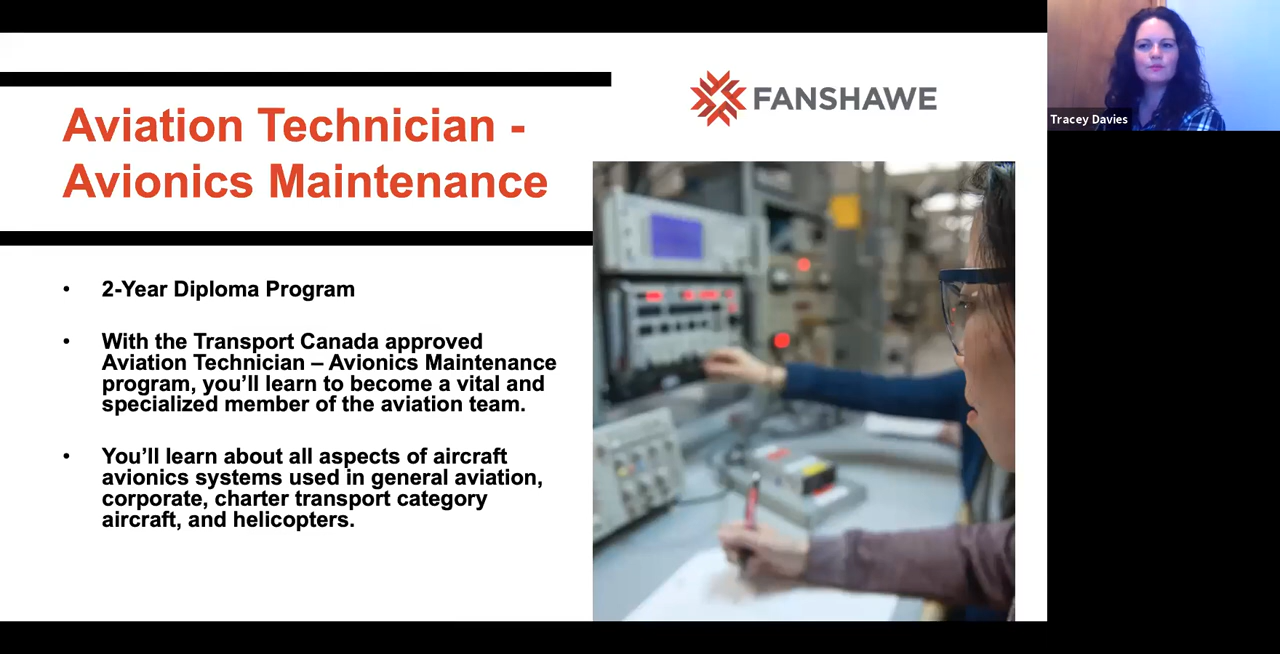 Aviation Technician -
Avionics Maintenance
FANSHAWE
Tracey Davies
• 2-Year Diploma Program
• With the Transport Canada approved
Aviation Technician – Avionics Maintenance
program, you’ll learn to become a vital and
specialized member of the aviation team.
• You’ll learn about all aspects of aircraft
avionics systems used in general aviation,
corporate, charter transport category
aircraft, and helicopters.